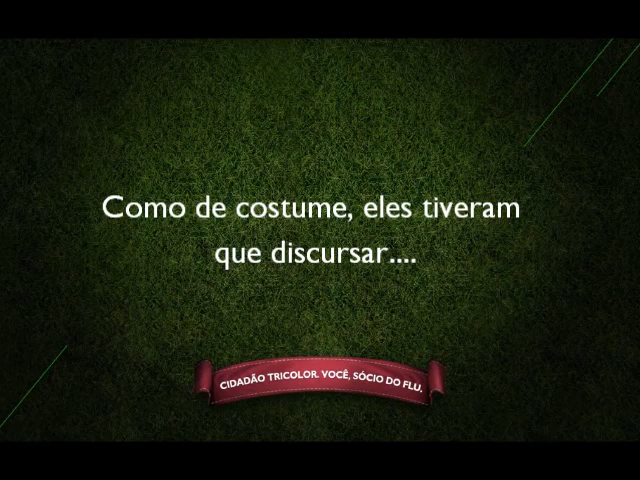 Como de costume, eles tiveram
que discursar....
CIDADÃO TRICOLOR. VOCÊ, SÓCIO DO FLU.